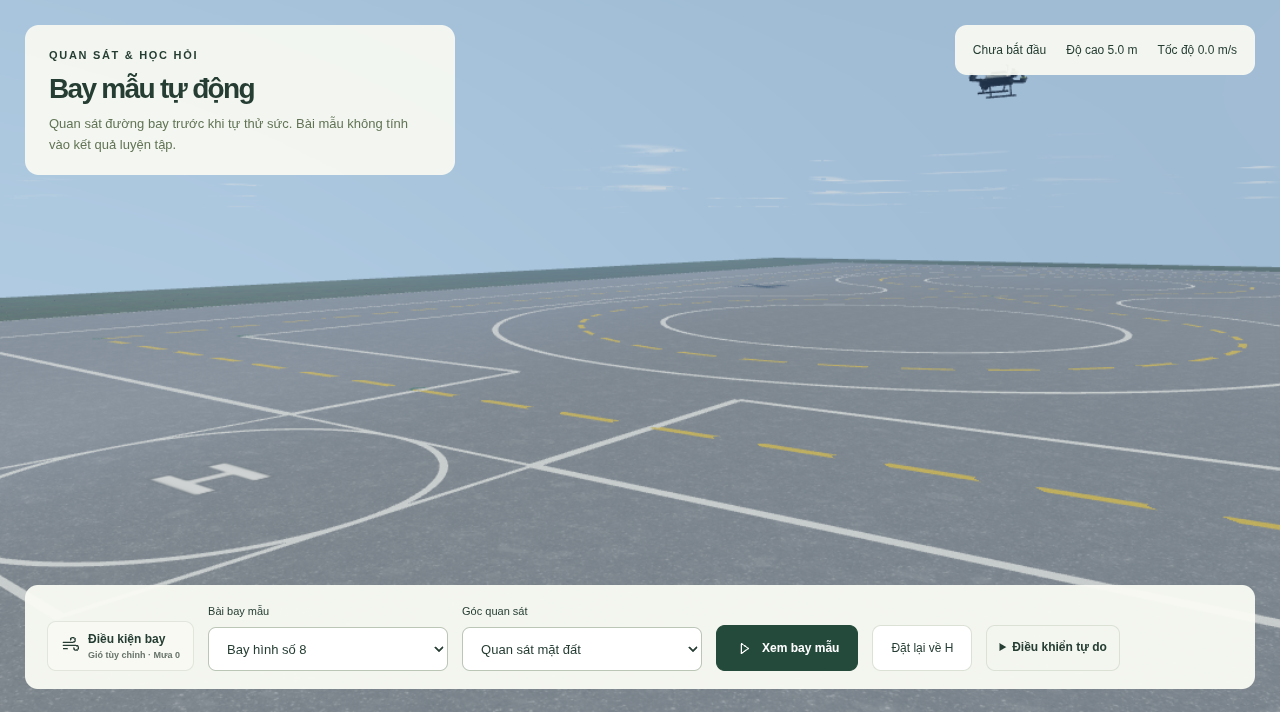 QUAN SÁT & HỌC HỎI
Bay mẫu tự động
Quan sát đường bay trước khi tự thử sức. Bài mẫu không tính
vào kết quả luyện tập.
Chưa bắt đầu Độ cao 5.0 m Tốc độ 0.0 m/s
H
Điều kiện bay
Gió tùy chỉnh · Mưa 0
Bài bay mẫu
Bay hình số 8
Góc quan sát
Quan sát mặt đất
Xem bay mẫu
Đặt lại về H
Điều khiển tự do